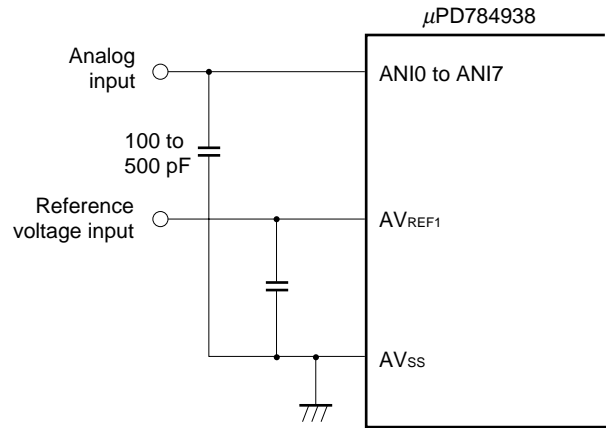 μPD784938
Analog
input
ANI0 to ANI7
100 to
500 pF
Reference
voltage input
AVREF1
AVSS